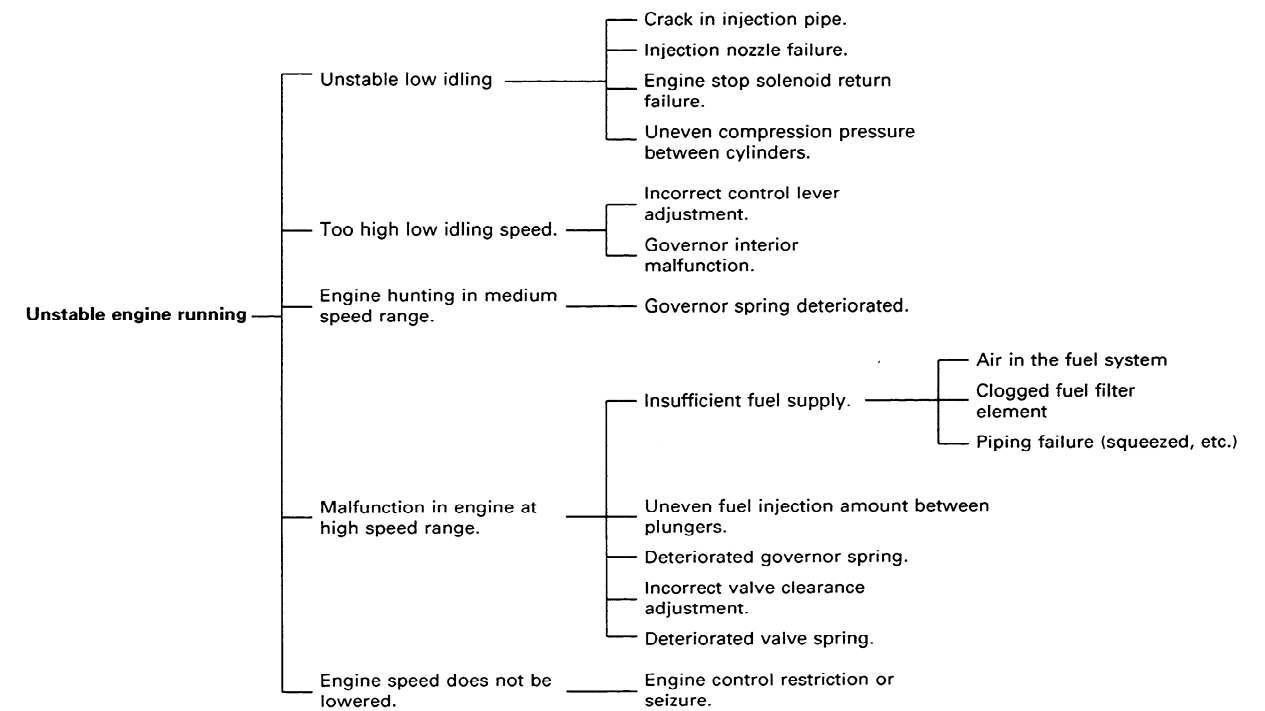 Crack in injection pipe.
Injection nozzle failure.
Unstable low idling
Engine stop solenoid return
failure.
Uneven compression pressure
between cylinders.
Incorrect control lever
adjustment.
Too high low idling speed.
Governor interior
malfunction.
Engine hunting in medium
speed range.
Governor spring deteriorated.
Unstable engine running
Air in the fuel system
Insufficient fuel supply.
Clogged fuel filter
element
Piping failure (squeezed, etc.)
Malfunction in engine at
high speed range.
Uneven fuel injection amount between
plungers.
Deteriorated governor spring.
Incorrect valve clearance
adjustment.
Deteriorated valve spring.
Engine speed does not be
lowered.
Engine control restriction or
seizure.